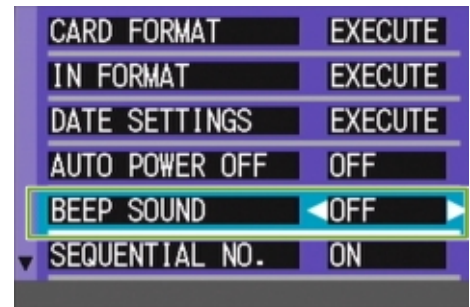 CARD FORMAT EXECUTE
IN FORMAT EXECUTE
DATE SETTINGS EXECUTE
AUTO POWER OFF OFF
BEEP SOUND OFF
SEQUENTIAL NO. ON